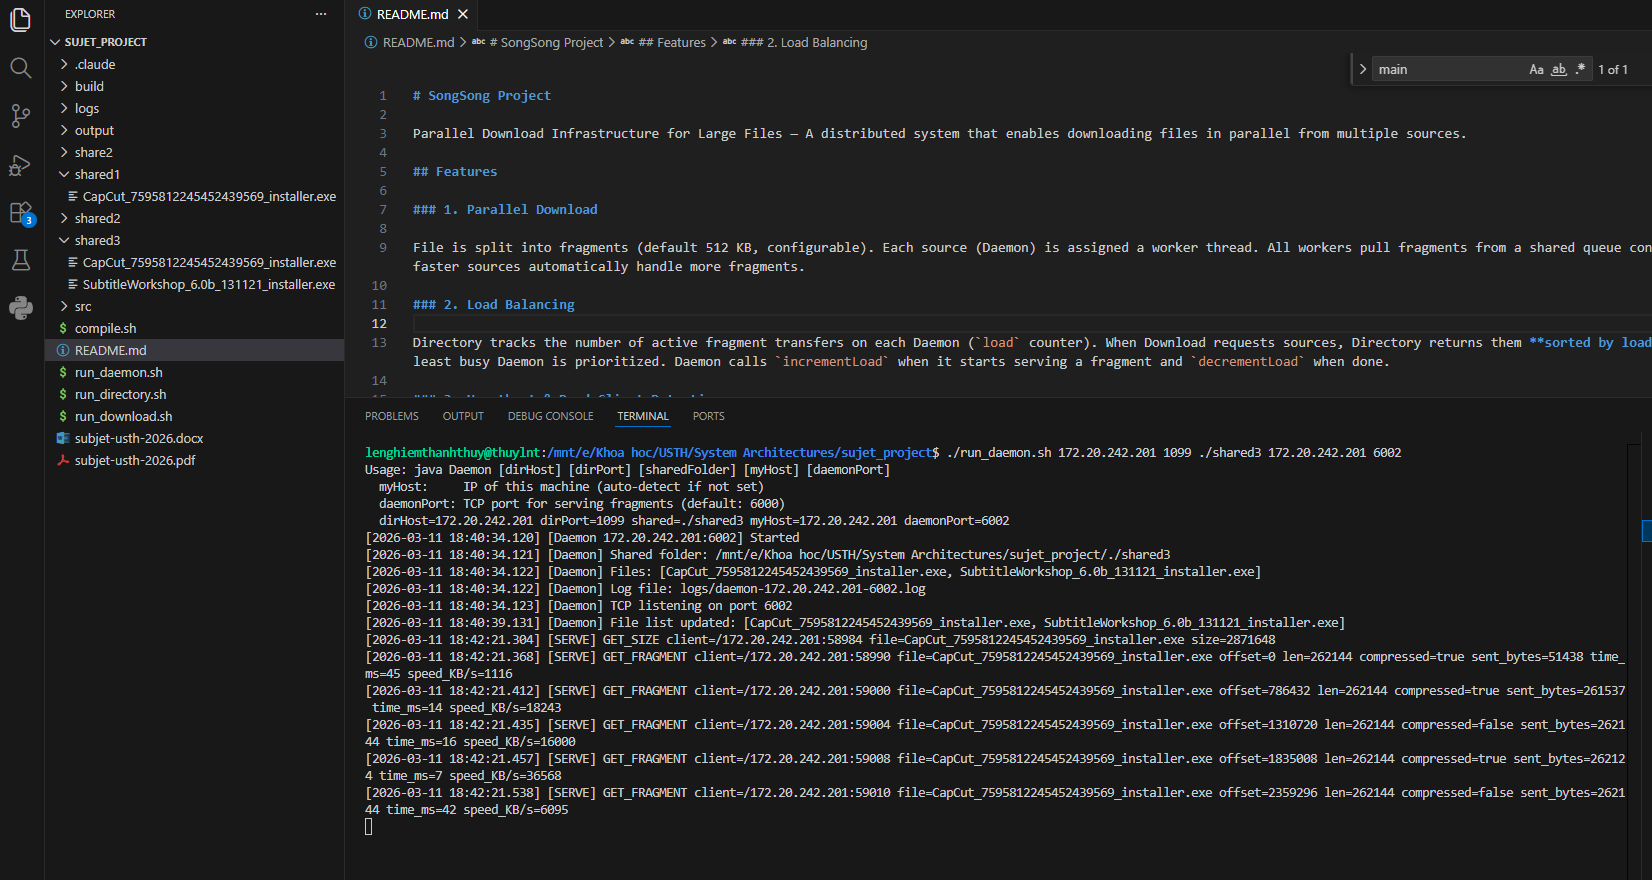 EXPLORER
···
SUJET_PROJECT
.claude
build
logs
output
share2
shared1
CapCut_7595812245452439569_installer.exe
shared2
shared3
CapCut_7595812245452439569_installer.exe
SubtitleWorkshop_6.0b_131121_installer.exe
src
$ compile.sh
README.md
$ run_daemon.sh
$ run_directory.sh
$ run_download.sh
subjet-usth-2026.docx
subjet-usth-2026.pdf
3
README.md
README.md > abc # SongSong Project > abc ## Features > abc ### 2. Load Balancing
main Aa ab .* 1 of 1
1 # SongSong Project
2
3 Parallel Download Infrastructure for Large Files — A distributed system that enables downloading files in parallel from multiple sources.
4
5 ## Features
6
7 ### 1. Parallel Download
8
9 File is split into fragments (default 512 KB, configurable). Each source (Daemon) is assigned a worker thread. All workers pull fragments from a shared queue con
faster sources automatically handle more fragments.
10
11 ### 2. Load Balancing
12
13 Directory tracks the number of active fragment transfers on each Daemon (`load` counter). When Download requests sources, Directory returns them **sorted by load
least busy Daemon is prioritized. Daemon calls `incrementLoad` when it starts serving a fragment and `decrementLoad` when done.
14
PROBLEMS OUTPUT DEBUG CONSOLE TERMINAL PORTS
lenghiemthanhthuy@thuylnt:/mnt/e/Khoa hoc/USTH/System Architectures/sujet_project$ ./run_daemon.sh 172.20.242.201 1099 ./shared3 172.20.242.201 6002
Usage: java Daemon [dirHost] [dirPort] [sharedFolder] [myHost] [daemonPort]
myHost: IP of this machine (auto-detect if not set)
daemonPort: TCP port for serving fragments (default: 6000)
dirHost=172.20.242.201 dirPort=1099 shared=./shared3 myHost=172.20.242.201 daemonPort=6002
[2026-03-11 18:40:34.120] [Daemon 172.20.242.201:6002] Started
[2026-03-11 18:40:34.121] [Daemon] Shared folder: /mnt/e/Khoa hoc/USTH/System Architectures/sujet_project/./shared3
[2026-03-11 18:40:34.122] [Daemon] Files: [CapCut_7595812245452439569_installer.exe, SubtitleWorkshop_6.0b_131121_installer.exe]
[2026-03-11 18:40:34.122] [Daemon] Log file: logs/daemon-172.20.242.201-6002.log
[2026-03-11 18:40:34.123] [Daemon] TCP listening on port 6002
[2026-03-11 18:40:39.131] [Daemon] File list updated: [CapCut_7595812245452439569_installer.exe, SubtitleWorkshop_6.0b_131121_installer.exe]
[2026-03-11 18:42:21.304] [SERVE] GET_SIZE client=/172.20.242.201:58984 file=CapCut_7595812245452439569_installer.exe size=2871648
[2026-03-11 18:42:21.368] [SERVE] GET_FRAGMENT client=/172.20.242.201:58990 file=CapCut_7595812245452439569_installer.exe offset=0 len=262144 compressed=true sent_bytes=51438 time_
ms=45 speed_KB/s=1116
[2026-03-11 18:42:21.412] [SERVE] GET_FRAGMENT client=/172.20.242.201:59000 file=CapCut_7595812245452439569_installer.exe offset=786432 len=262144 compressed=true sent_bytes=261537
time_ms=14 speed_KB/s=18243
[2026-03-11 18:42:21.435] [SERVE] GET_FRAGMENT client=/172.20.242.201:59004 file=CapCut_7595812245452439569_installer.exe offset=1310720 len=262144 compressed=false sent_bytes=2621
44 time_ms=16 speed_KB/s=16000
[2026-03-11 18:42:21.457] [SERVE] GET_FRAGMENT client=/172.20.242.201:59008 file=CapCut_7595812245452439569_installer.exe offset=1835008 len=262144 compressed=true sent_bytes=26212
4 time_ms=7 speed_KB/s=36568
[2026-03-11 18:42:21.538] [SERVE] GET_FRAGMENT client=/172.20.242.201:59010 file=CapCut_7595812245452439569_installer.exe offset=2359296 len=262144 compressed=false sent_bytes=2621
44 time_ms=42 speed_KB/s=6095